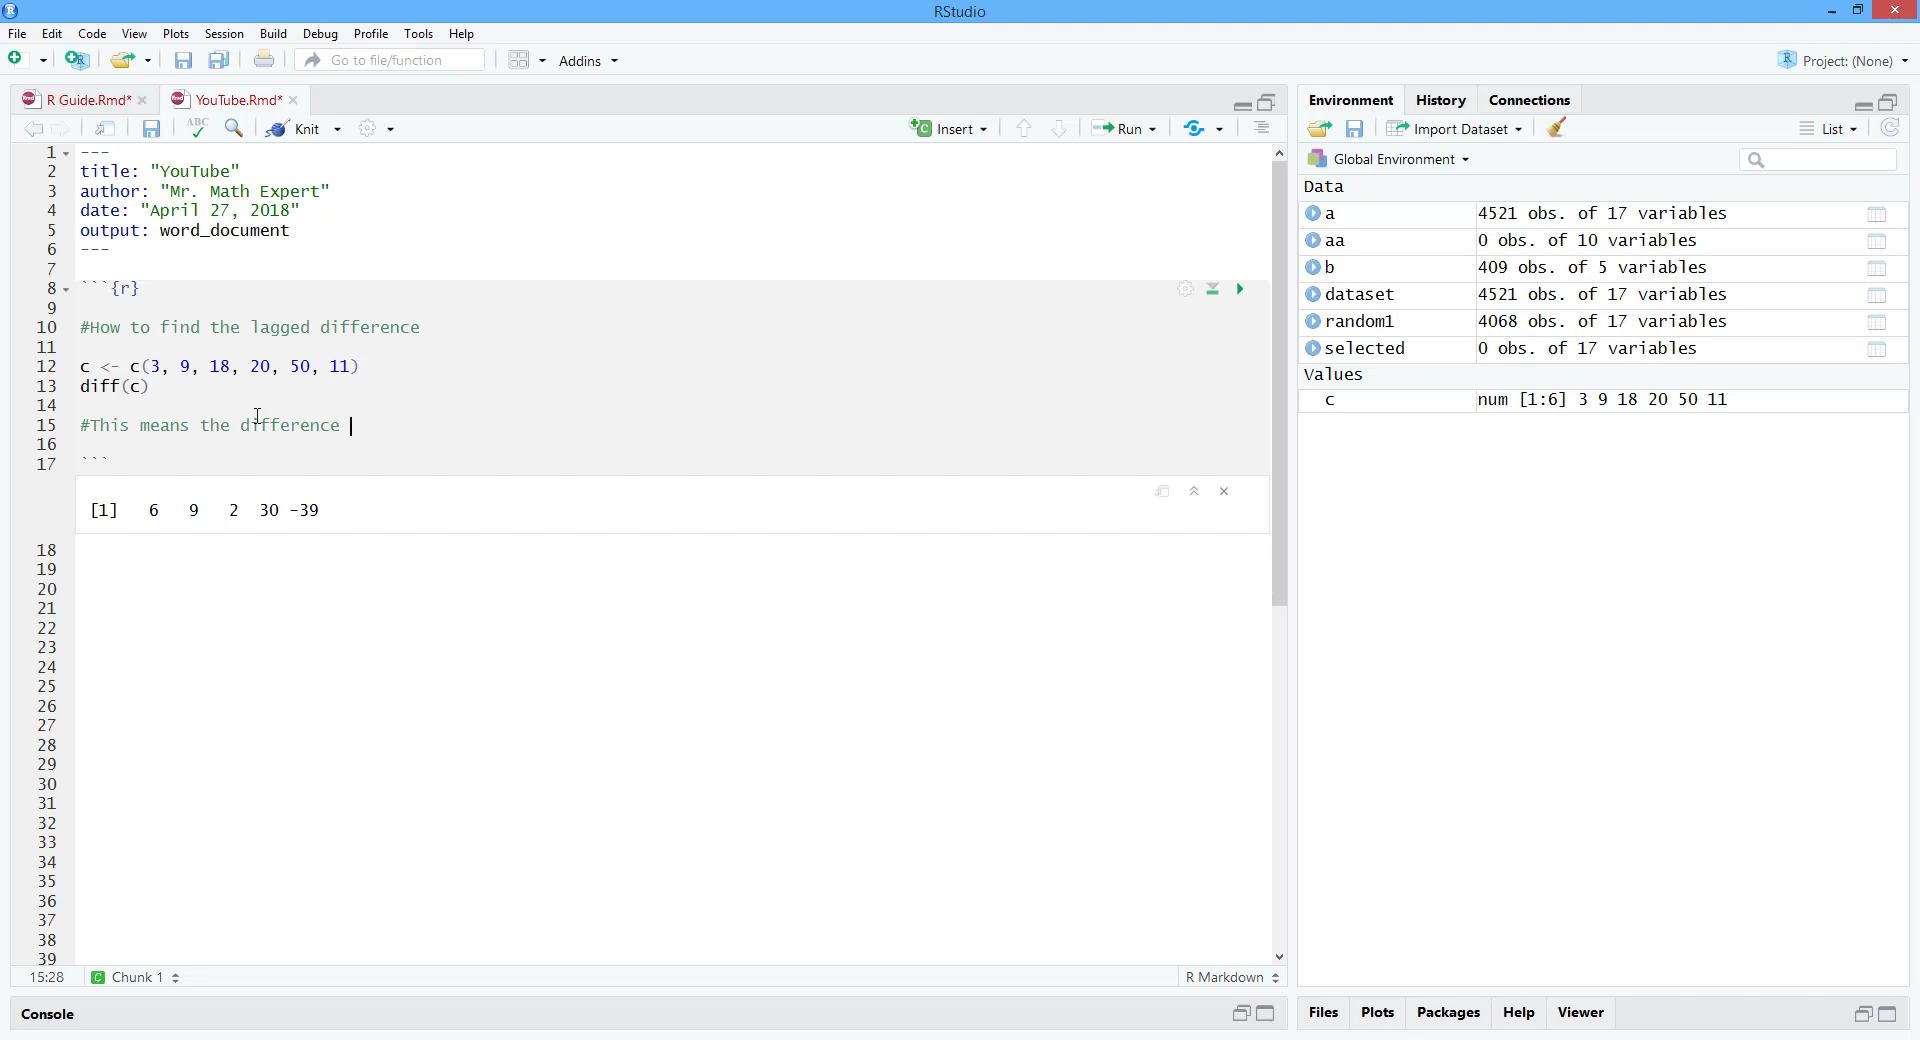 RStudio
File Edit Code View Plots Session Build Debug Profile Tools Help
Go to file/function Addins Project: (None)
R Guide.Rmd* YouTube.Rmd*
ABC Knit Insert Run
1 ---
2 title: "YouTube"
3 author: "Mr. Math Expert"
4 date: "April 27, 2018"
5 output: word_document
6 ---
7
8 ```{r}
9
10 #How to find the lagged difference
11
12 c <- c(3, 9, 18, 20, 50, 11)
13 diff(c)
14
15 #This means the difference
16
17 ```
[1] 6 9 2 30 -39
18
19
20
21
22
23
24
25
26
27
28
29
30
31
32
33
34
35
36
37
38
39
15:28 C Chunk 1 R Markdown
Console
Environment History Connections
Import Dataset List
Global Environment
Data
a 4521 obs. of 17 variables
aa 0 obs. of 10 variables
b 409 obs. of 5 variables
dataset 4521 obs. of 17 variables
random1 4068 obs. of 17 variables
selected 0 obs. of 17 variables
Values
c num [1:6] 3 9 18 20 50 11
Files Plots Packages Help Viewer